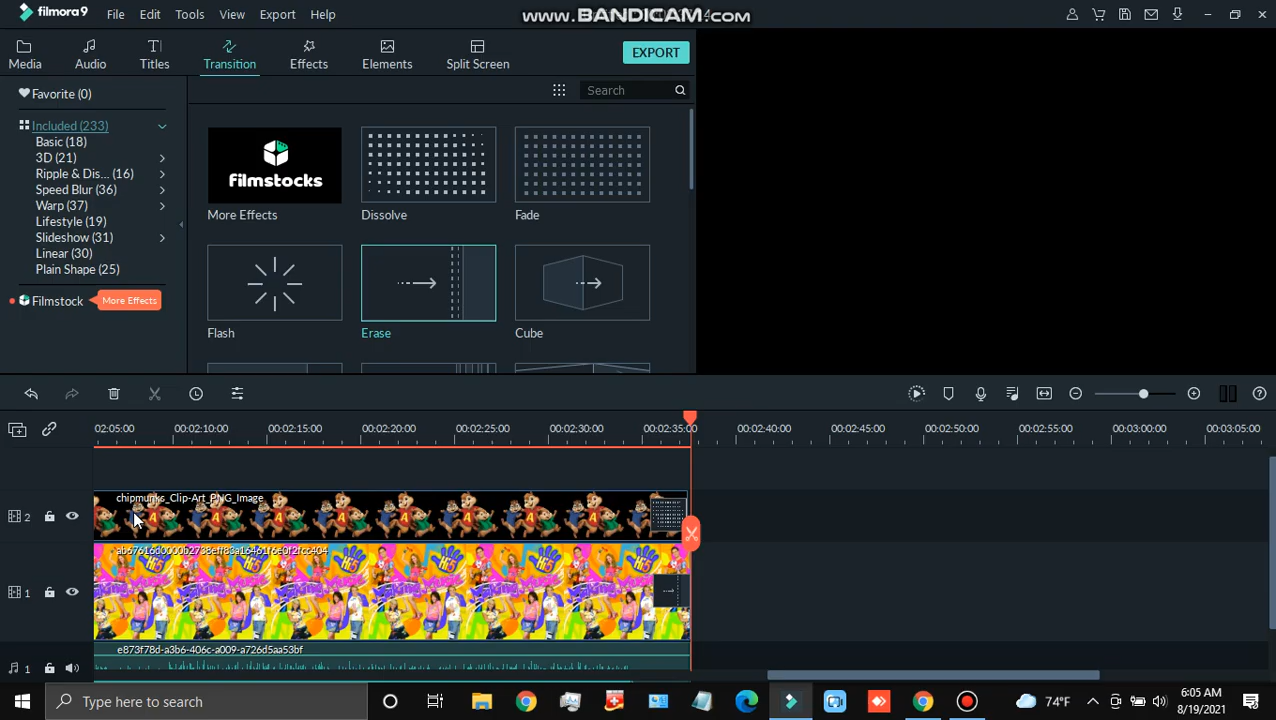 filmora9 File Edit Tools View Export Help www.BANDICAM.com
Media Audio Titles Transition Effects Elements Split Screen EXPORT
Favorite (0) Search
Included (233)
Basic (18)
3D (21)
Ripple & Dis... (16)
Speed Blur (36)
Warp (37)
Lifestyle (19)
Slideshow (31)
Linear (30)
Plain Shape (25)
Filmstock More Effects
filmstocks
More Effects Dissolve Fade
Flash Erase Cube
02:05:00 00:02:10:00 00:02:15:00 00:02:20:00 00:02:25:00 00:02:30:00 00:02:35:00 00:02:40:00 00:02:45:00 00:02:50:00 00:02:55:00 00:03:00:00 00:03:05:00
chipmunks_Clip-Art_PNG_Image
2
1
e873f78d-a3b6-406c-a009-a726d5aa53bf
1
Type here to search 74°F 6:05 AM
8/19/2021